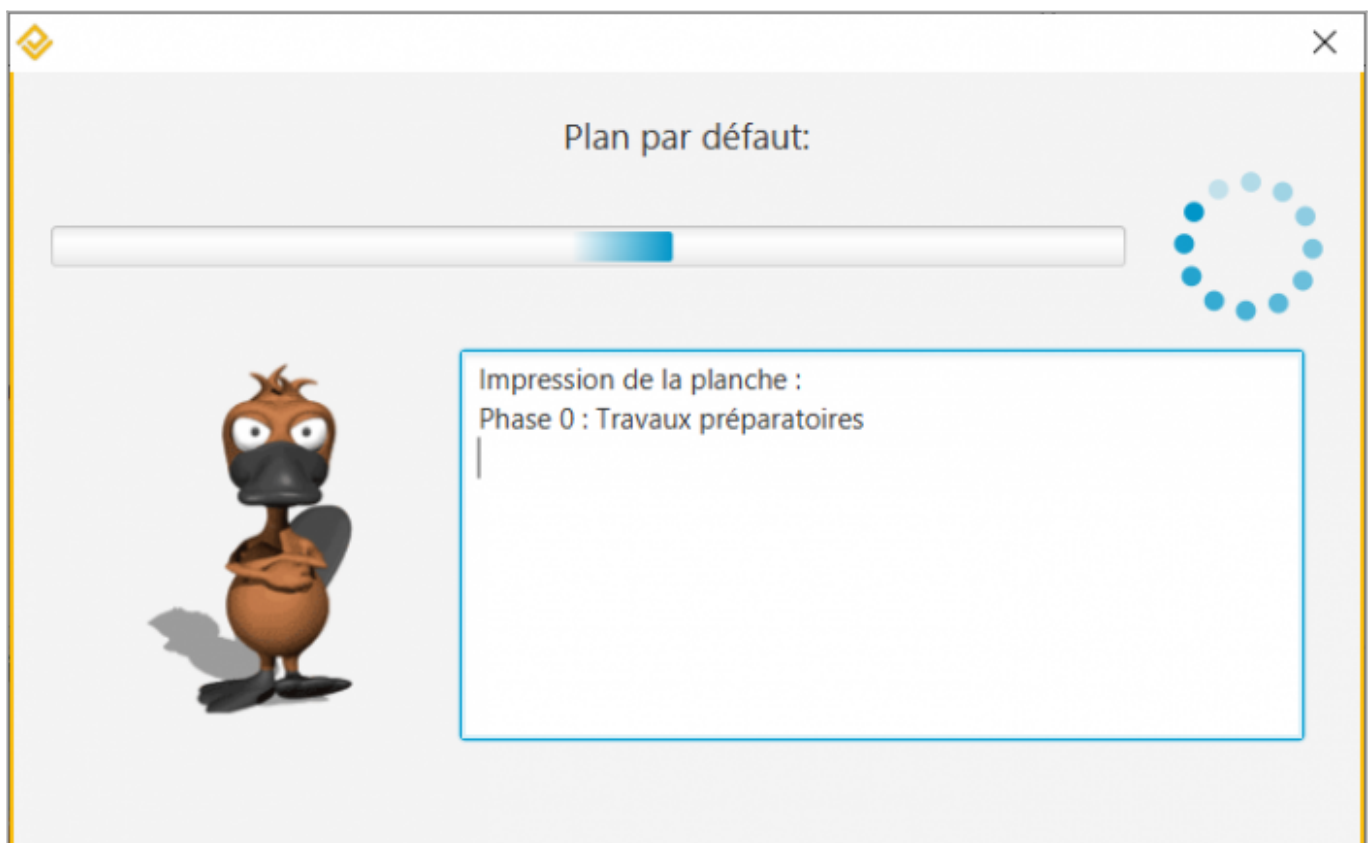 Plan par défaut:
Impression de la planche :
Phase 0 : Travaux préparatoires